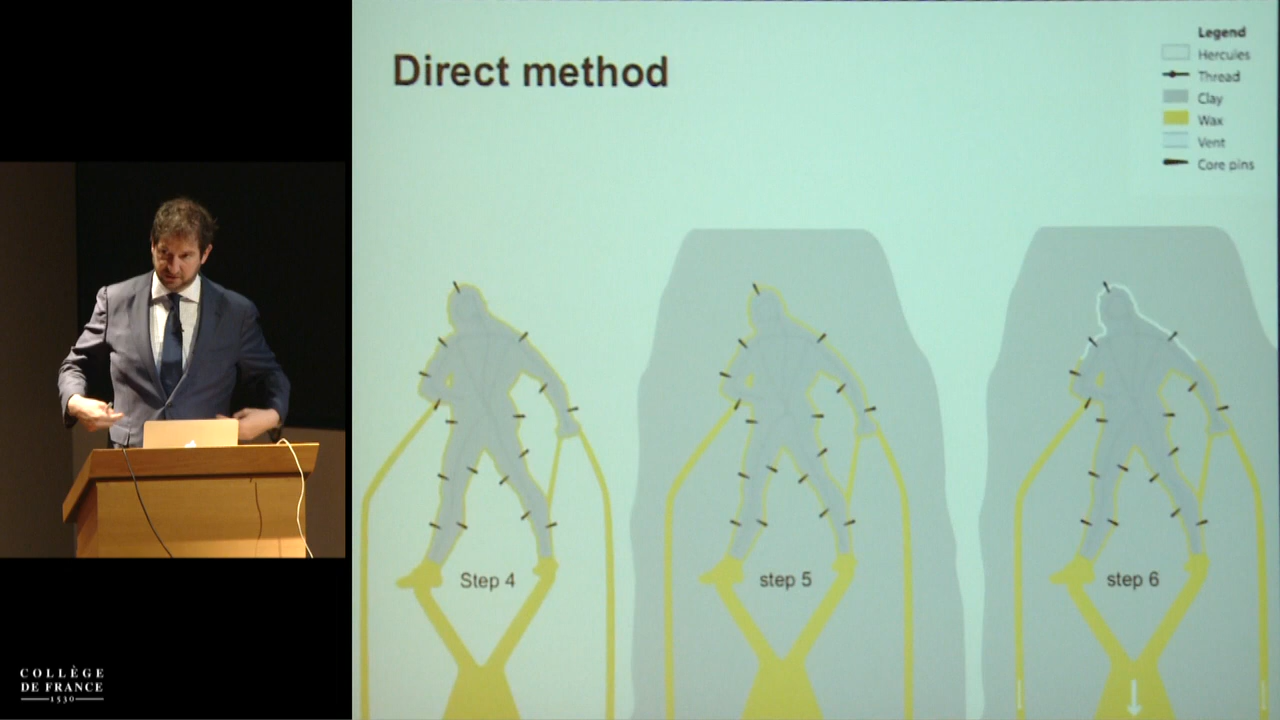 Direct method
Legend
Hercules
Thread
Clay
Wax
Vent
Core pins
Step 4
step 5
step 6
COLLÈGE
DE FRANCE
1530